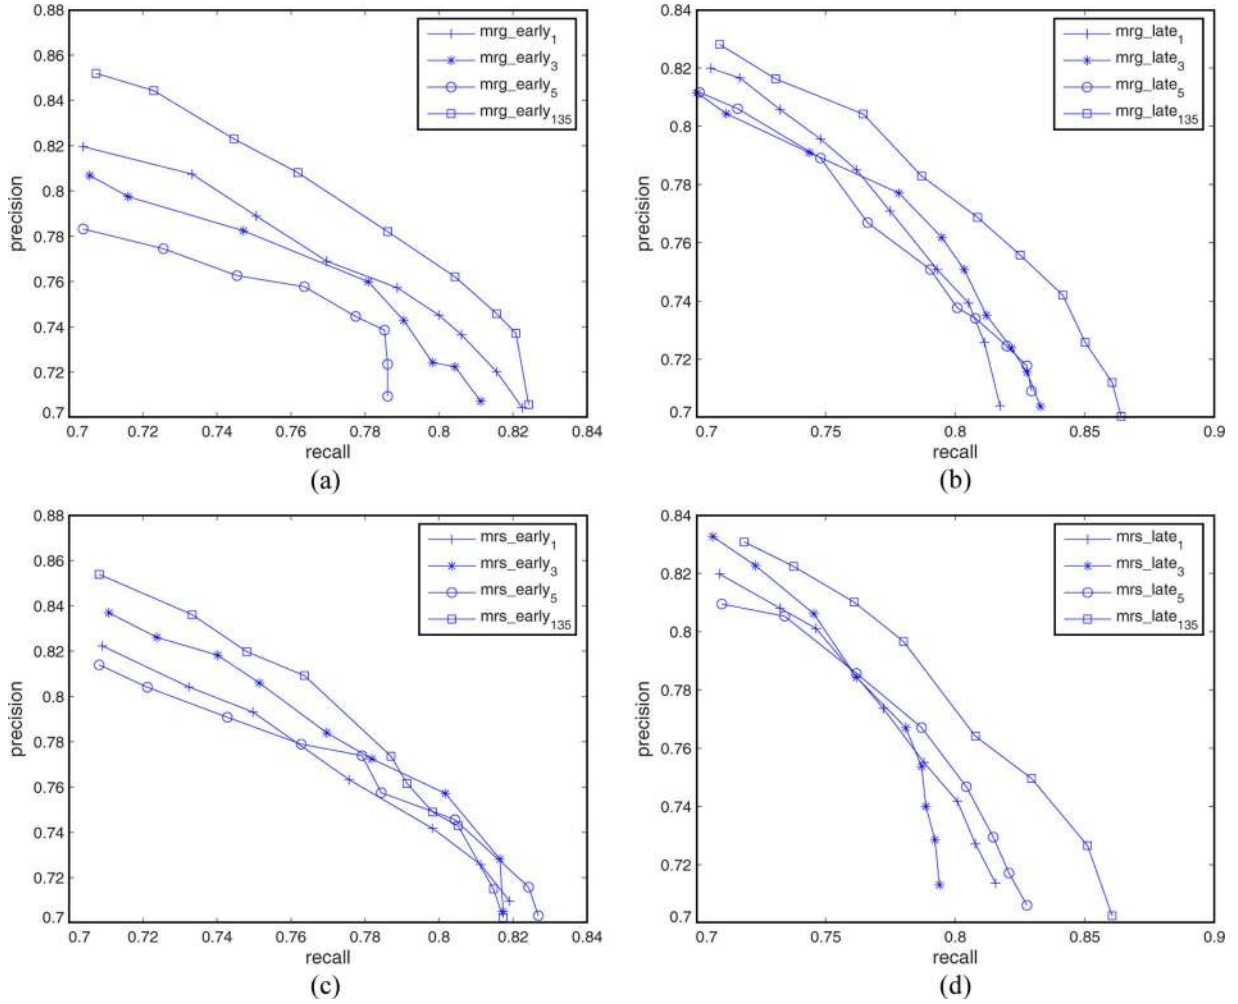 0.88
0.86
0.84
0.82
0.8
0.78
0.76
0.74
0.72
0.7
precision
mrg_early1
mrg_early3
mrg_early5
mrg_early135
0.7 0.72 0.74 0.76 0.78 0.8 0.82 0.84
recall
(a)
0.84
0.82
0.8
0.78
0.76
0.74
0.72
0.7
precision
mrg_late1
mrg_late3
mrg_late5
mrg_late135
0.7 0.75 0.8 0.85 0.9
recall
(b)
0.88
0.86
0.84
0.82
0.8
0.78
0.76
0.74
0.72
0.7
precision
mrs_early1
mrs_early3
mrs_early5
mrs_early135
0.7 0.72 0.74 0.76 0.78 0.8 0.82 0.84
recall
(c)
0.84
0.82
0.8
0.78
0.76
0.74
0.72
0.7
precision
mrs_late1
mrs_late3
mrs_late5
mrs_late135
0.7 0.75 0.8 0.85 0.9
recall
(d)